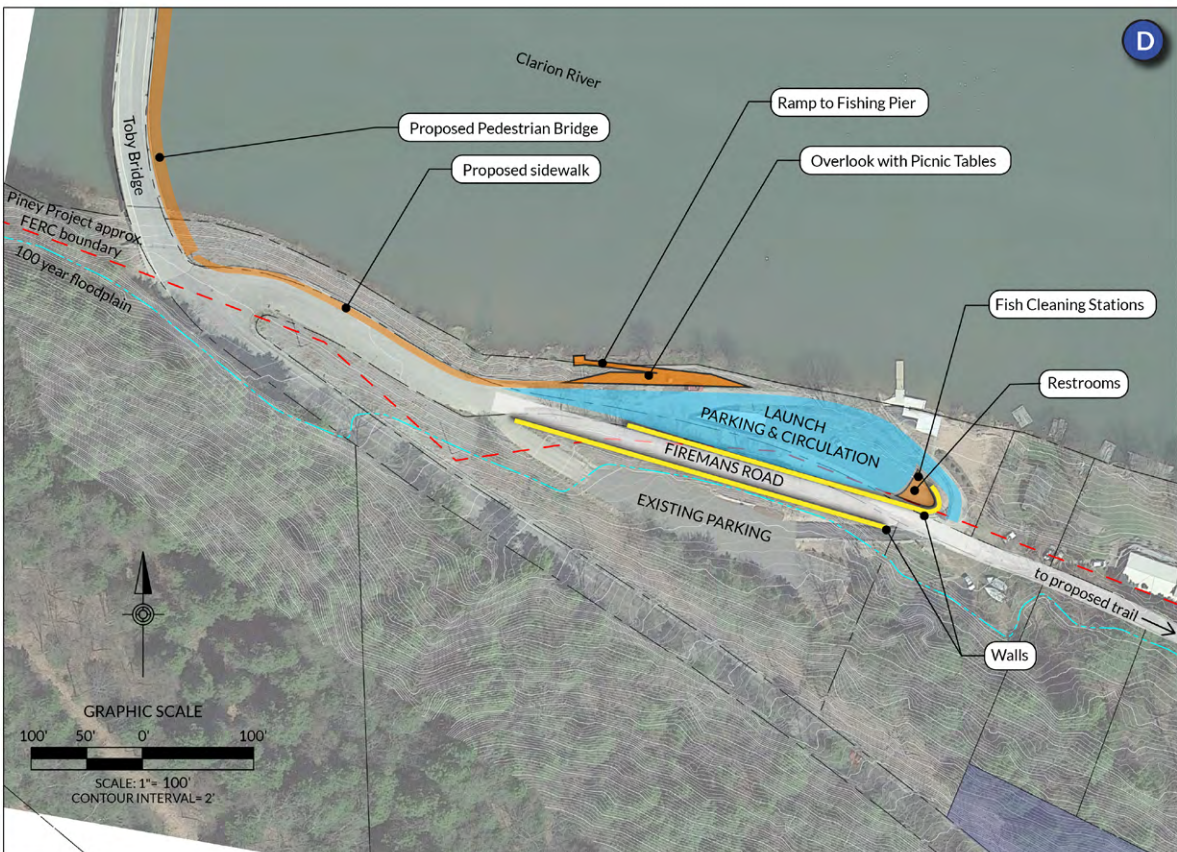 D
Clarion River
Ramp to Fishing Pier
Proposed Pedestrian Bridge
Overlook with Picnic Tables
Proposed sidewalk
Toby Bridge
Piney Project approx.
FERC boundary
100 year floodplain
Fish Cleaning Stations
Restrooms
LAUNCH
PARKING & CIRCULATION
FIREMANS ROAD
EXISTING PARKING
to proposed trail
Walls
GRAPHIC SCALE
100' 50' 0' 100'
SCALE: 1"= 100'
CONTOUR INTERVAL= 2'